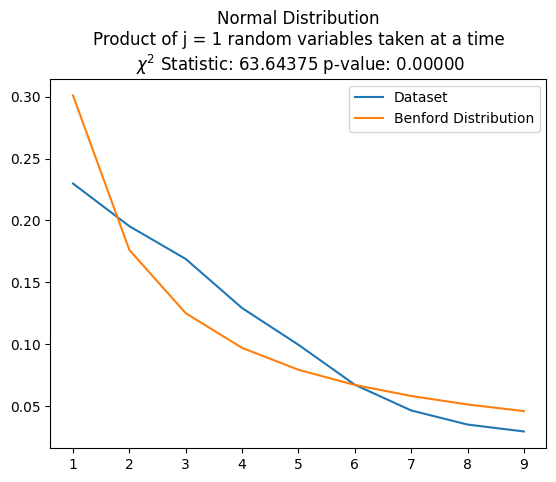 Normal Distribution
Product of j = 1 random variables taken at a time
χ² Statistic: 63.64375 p-value: 0.00000
Dataset
Benford Distribution
0.30
0.25
0.20
0.15
0.10
0.05
1 2 3 4 5 6 7 8 9